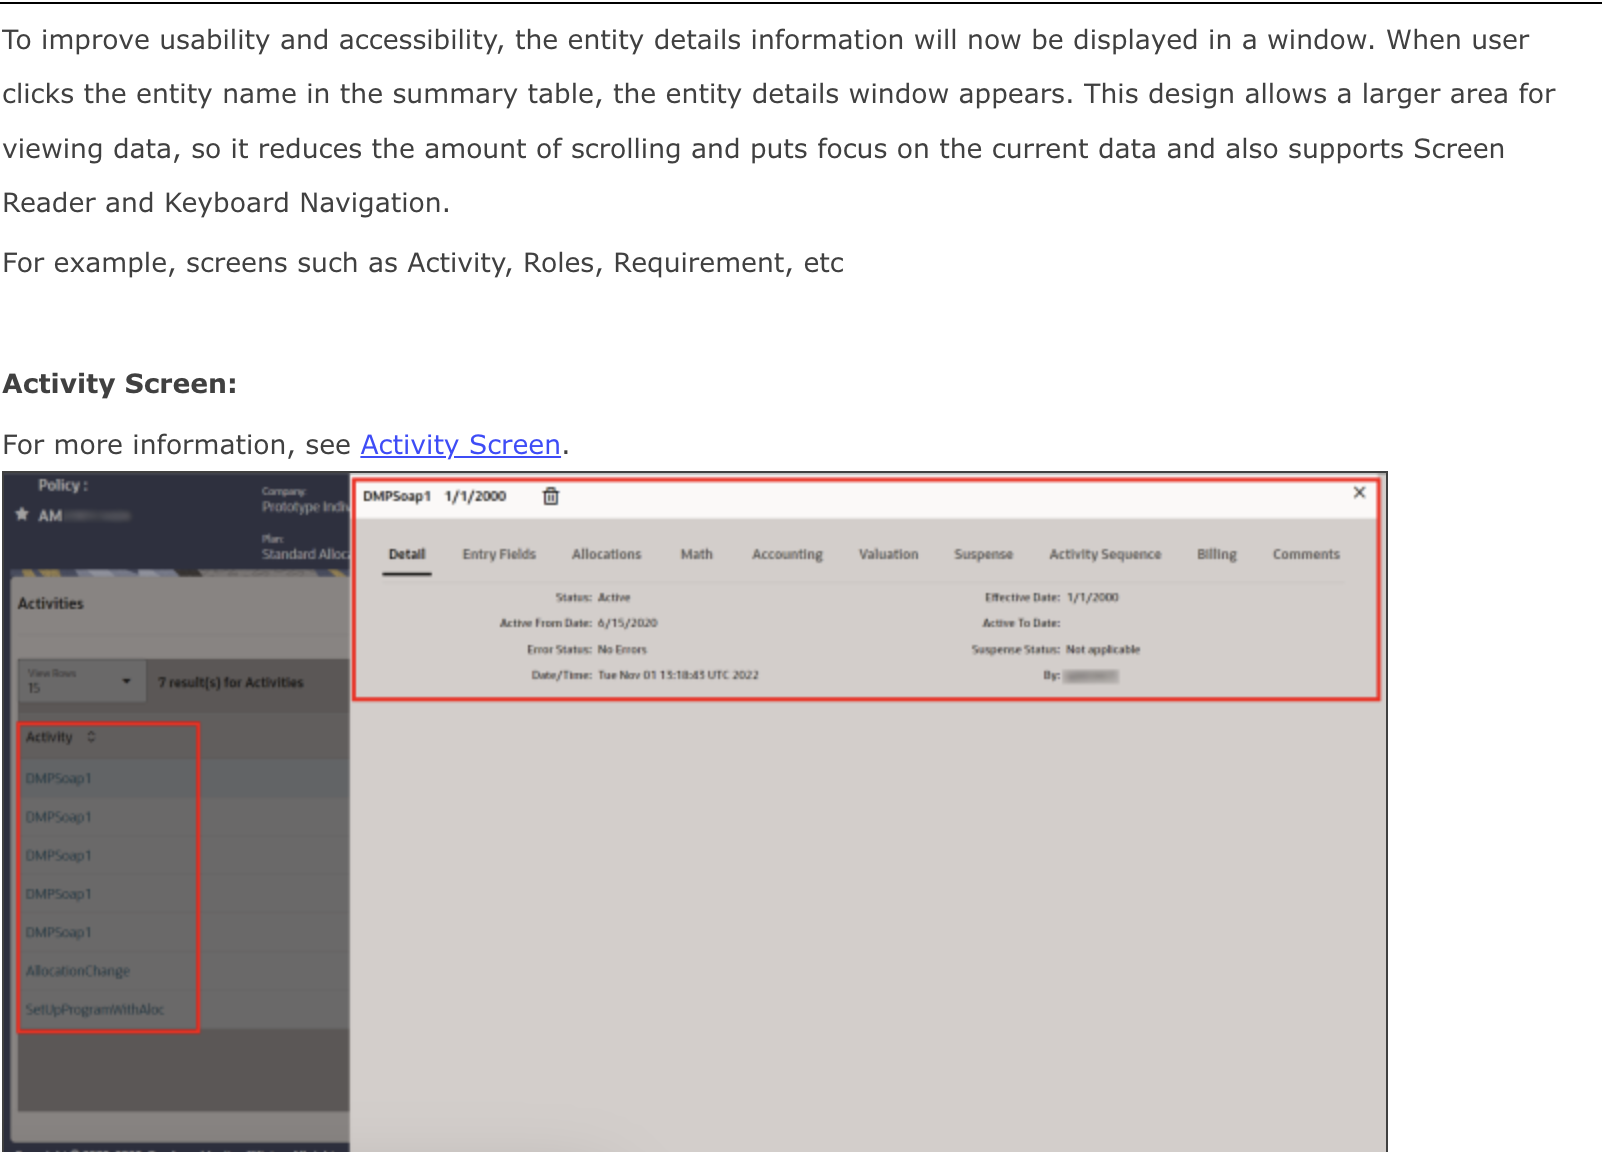 To improve usability and accessibility, the entity details information will now be displayed in a window. When user
clicks the entity name in the summary table, the entity details window appears. This design allows a larger area for
viewing data, so it reduces the amount of scrolling and puts focus on the current data and also supports Screen
Reader and Keyboard Navigation.
For example, screens such as Activity, Roles, Requirement, etc
Activity Screen:
For more information, see Activity Screen.
Policy :
AM
Company:
Prototype Indiv
Plan:
Standard Alloca
Activities
View Rows
15
7 result(s) for Activities
Activity
DMPSoap1
DMPSoap1
DMPSoap1
DMPSoap1
DMPSoap1
AllocationChange
SetUpProgramWithAloc
DMPSoap1 1/1/2000
Detail Entry Fields Allocations Math Accounting Valuation Suspense Activity Sequence Billing Comments
Status: Active Effective Date: 1/1/2000
Active From Date: 6/15/2020 Active To Date:
Error Status: No Errors Suspense Status: Not applicable
Date/Time: Tue Nov 01 13:18:43 UTC 2022 By: